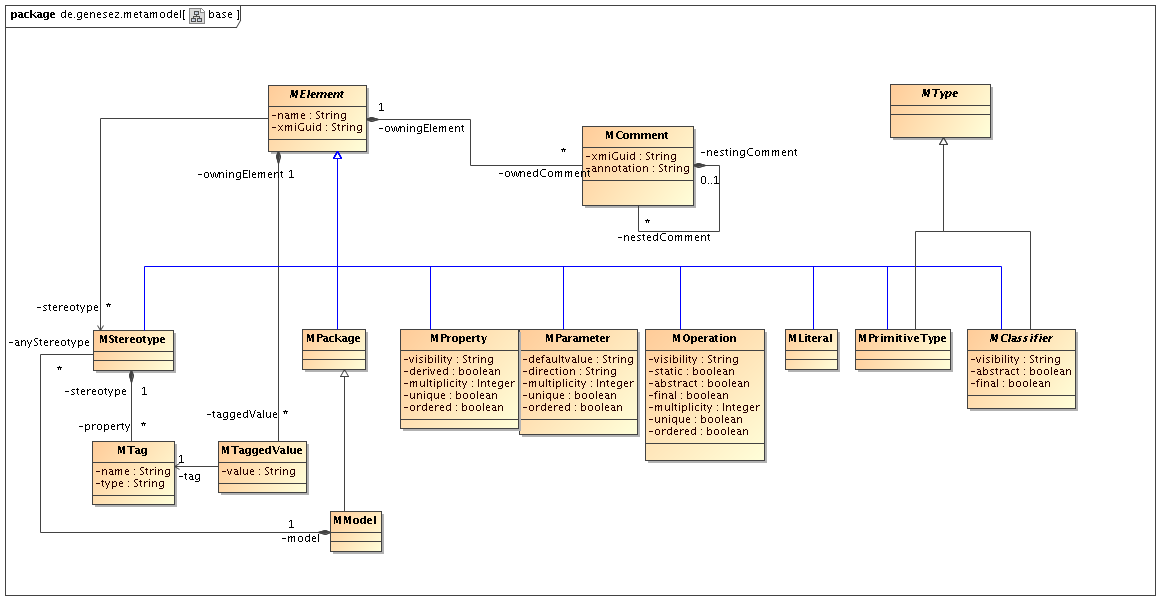 package de.genesez.metamodel[ base ]
MElement
-name : String
-xmiGuid : String
1
-owningElement
*
-ownedComment
MComment
-xmiGuid : String
-annotation : String
-nestingComment
0..1
*
-nestedComment
MType
-owningElement 1
-stereotype *
-anyStereotype
*
MStereotype
-stereotype 1
-property *
MPackage
MProperty
-visibility : String
-derived : boolean
-multiplicity : Integer
-unique : boolean
-ordered : boolean
MParameter
-defaultvalue : String
-direction : String
-multiplicity : Integer
-unique : boolean
-ordered : boolean
MOperation
-visibility : String
-static : boolean
-abstract : boolean
-final : boolean
-multiplicity : Integer
-unique : boolean
-ordered : boolean
MLiteral
MPrimitiveType
MClassifier
-visibility : String
-abstract : boolean
-final : boolean
-taggedValue *
MTag
-name : String
-type : String
1
-tag
MTaggedValue
-value : String
MModel
1
-model